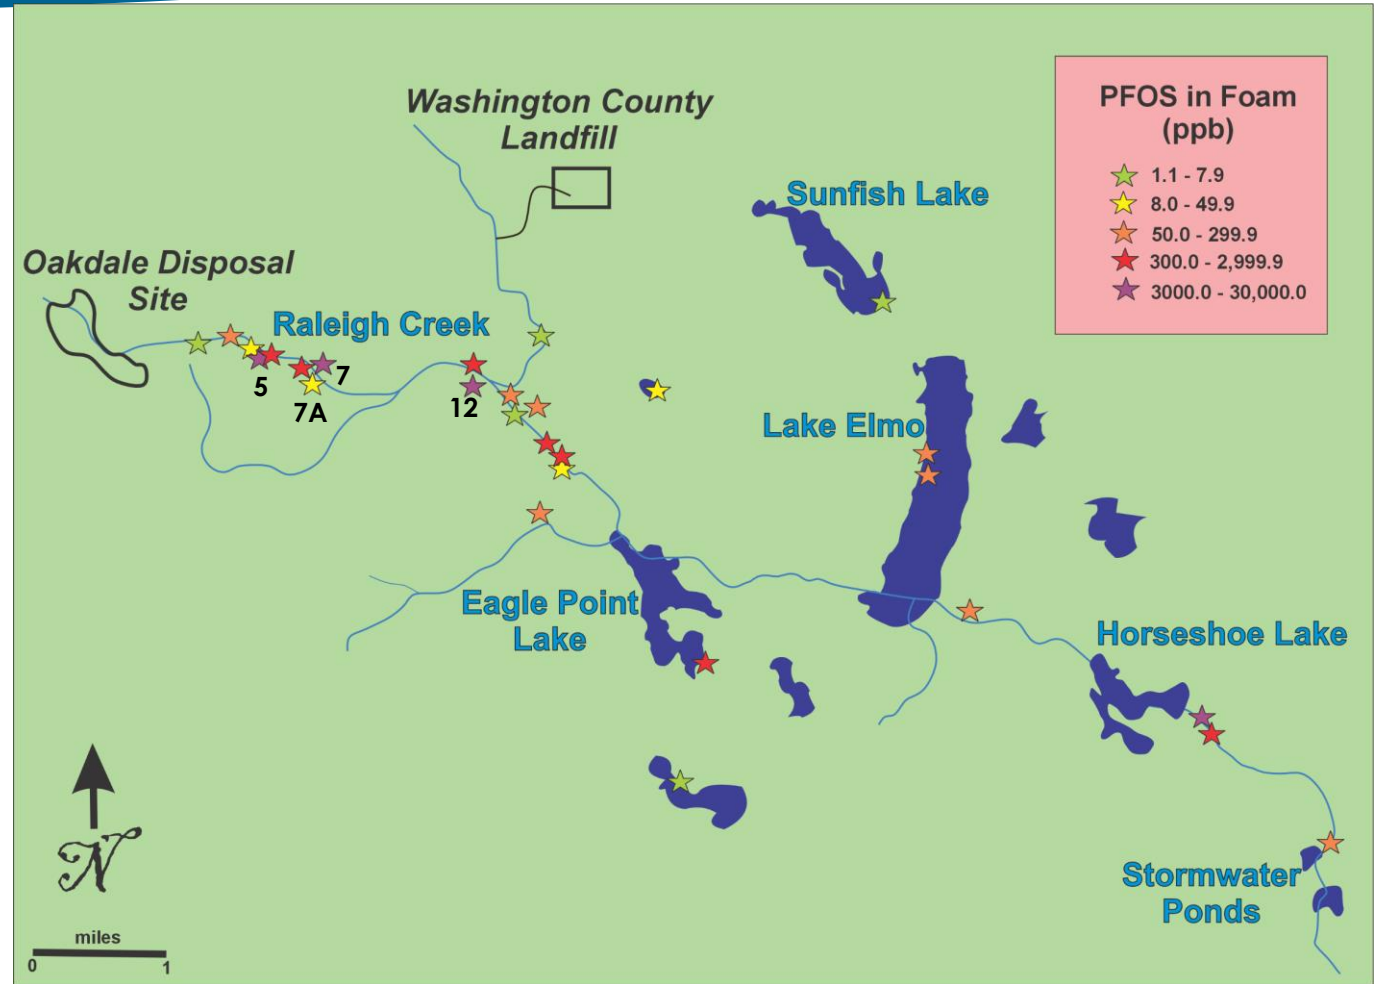 Washington County
Landfill
PFOS in Foam
(ppb)
1.1 - 7.9
8.0 - 49.9
50.0 - 299.9
300.0 - 2,999.9
3000.0 - 30,000.0
Sunfish Lake
Oakdale Disposal
Site
Raleigh Creek
5
7
7A
12
Lake Elmo
Eagle Point
Lake
Horseshoe Lake
Stormwater
Ponds
N
miles
0 1